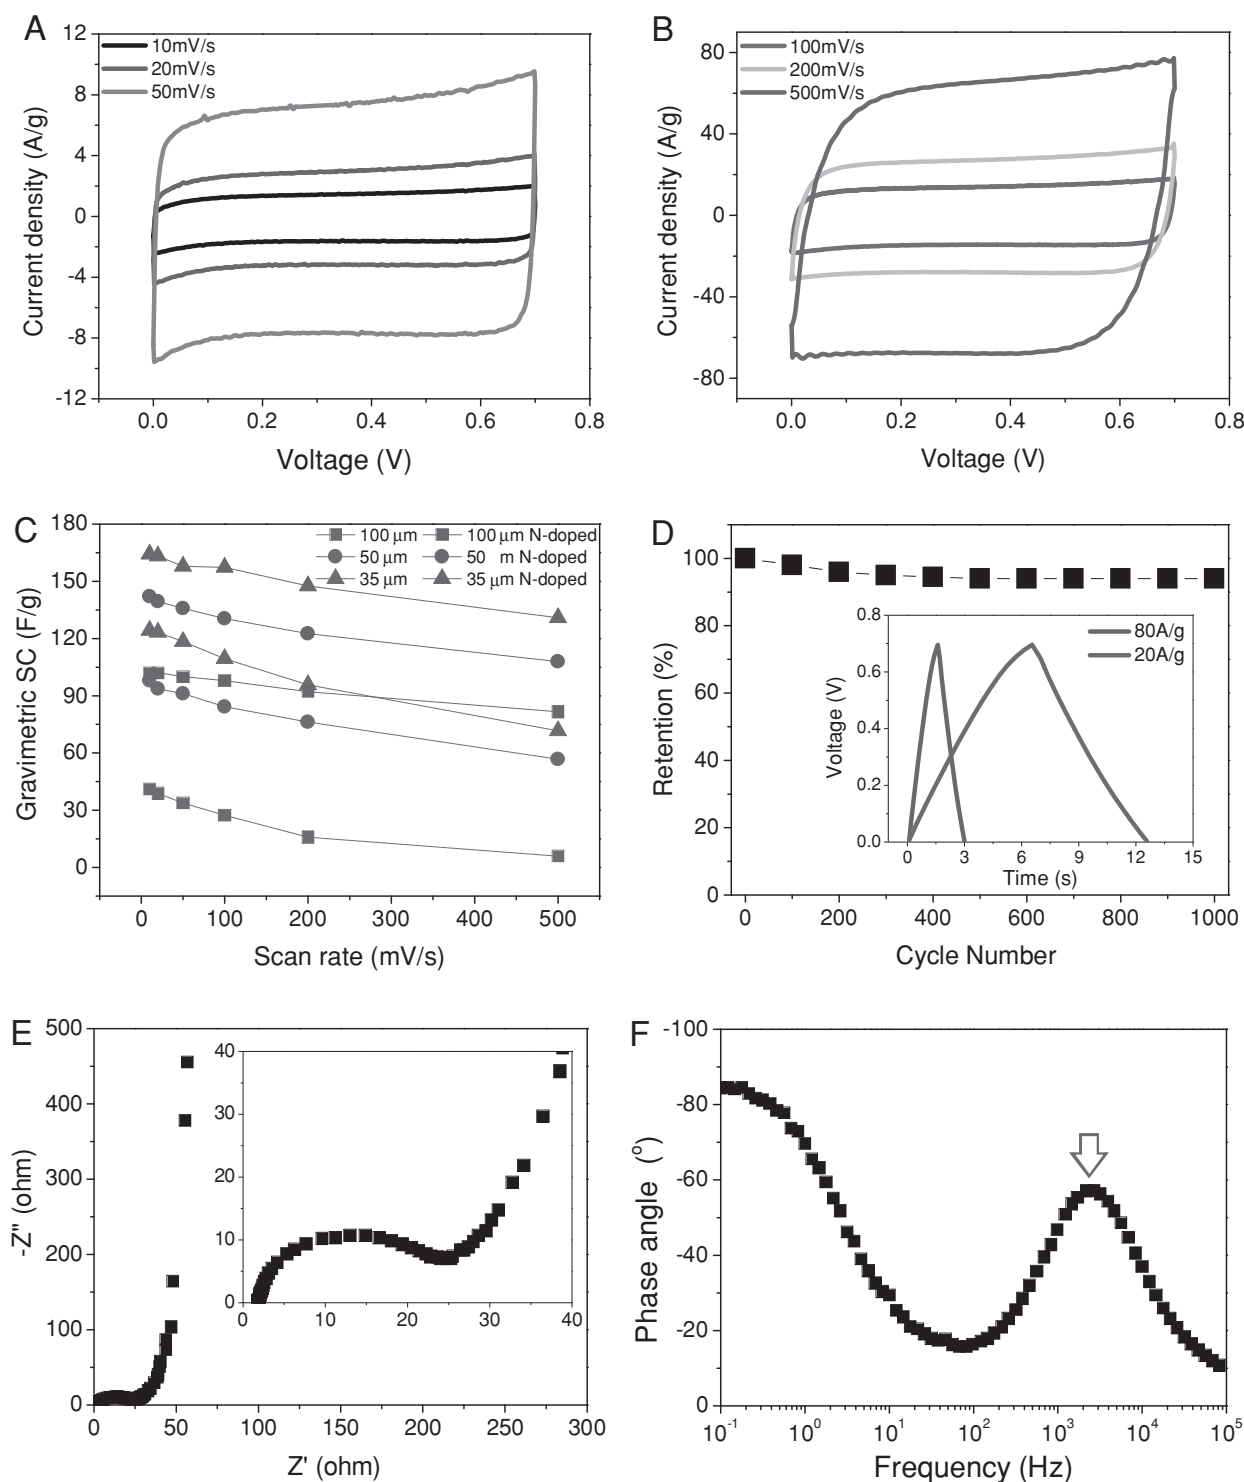 A
10mV/s
20mV/s
50mV/s
12
8
4
0
-4
-8
-12
0.0 0.2 0.4 0.6 0.8
Current density (A/g)
Voltage (V)
B
100mV/s
200mV/s
500mV/s
80
40
0
-40
-80
0.0 0.2 0.4 0.6 0.8
Current density (A/g)
Voltage (V)
C
100 μm 100 μm N-doped
50 μm 50 m N-doped
35 μm 35 μm N-doped
180
150
120
90
60
30
0
0 100 200 300 400 500
Gravimetric SC (F/g)
Scan rate (mV/s)
D
100
80
60
40
20
0
0 200 400 600 800 1000
Retention (%)
Cycle Number
80A/g
20A/g
0.8
0.6
0.4
0.2
0.0
0 3 6 9 12 15
Voltage (V)
Time (s)
E
500
400
300
200
100
0
0 50 100 150 200 250 300
-Z" (ohm)
Z' (ohm)
40
30
20
10
0
0 10 20 30 40
F
-100
-80
-60
-40
-20
0
10⁻¹ 10⁰ 10¹ 10² 10³ 10⁴ 10⁵
Phase angle (°)
Frequency (Hz)